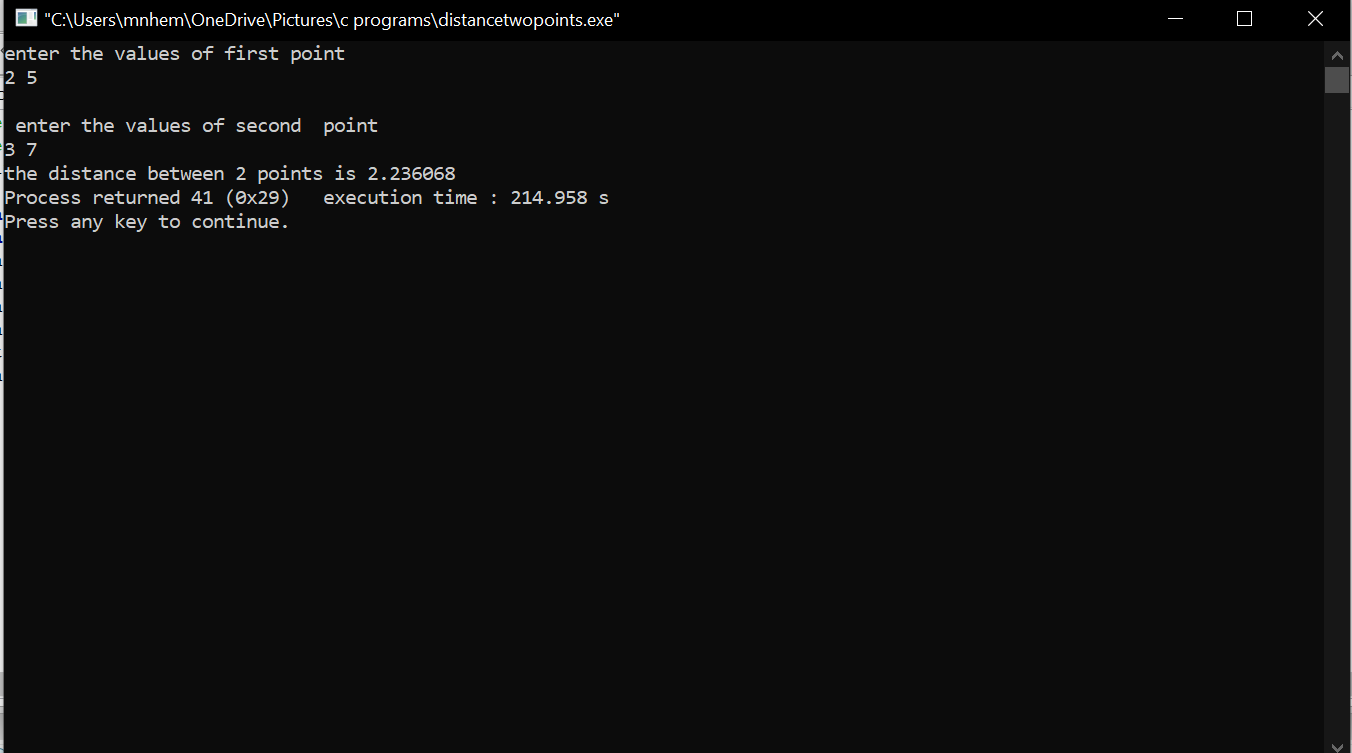 "C:\Users\mnhem\OneDrive\Pictures\c programs\distancetwopoints.exe"
enter the values of first point
2 5
 enter the values of second  point
3 7
the distance between 2 points is 2.236068
Process returned 41 (0x29)   execution time : 214.958 s
Press any key to continue.